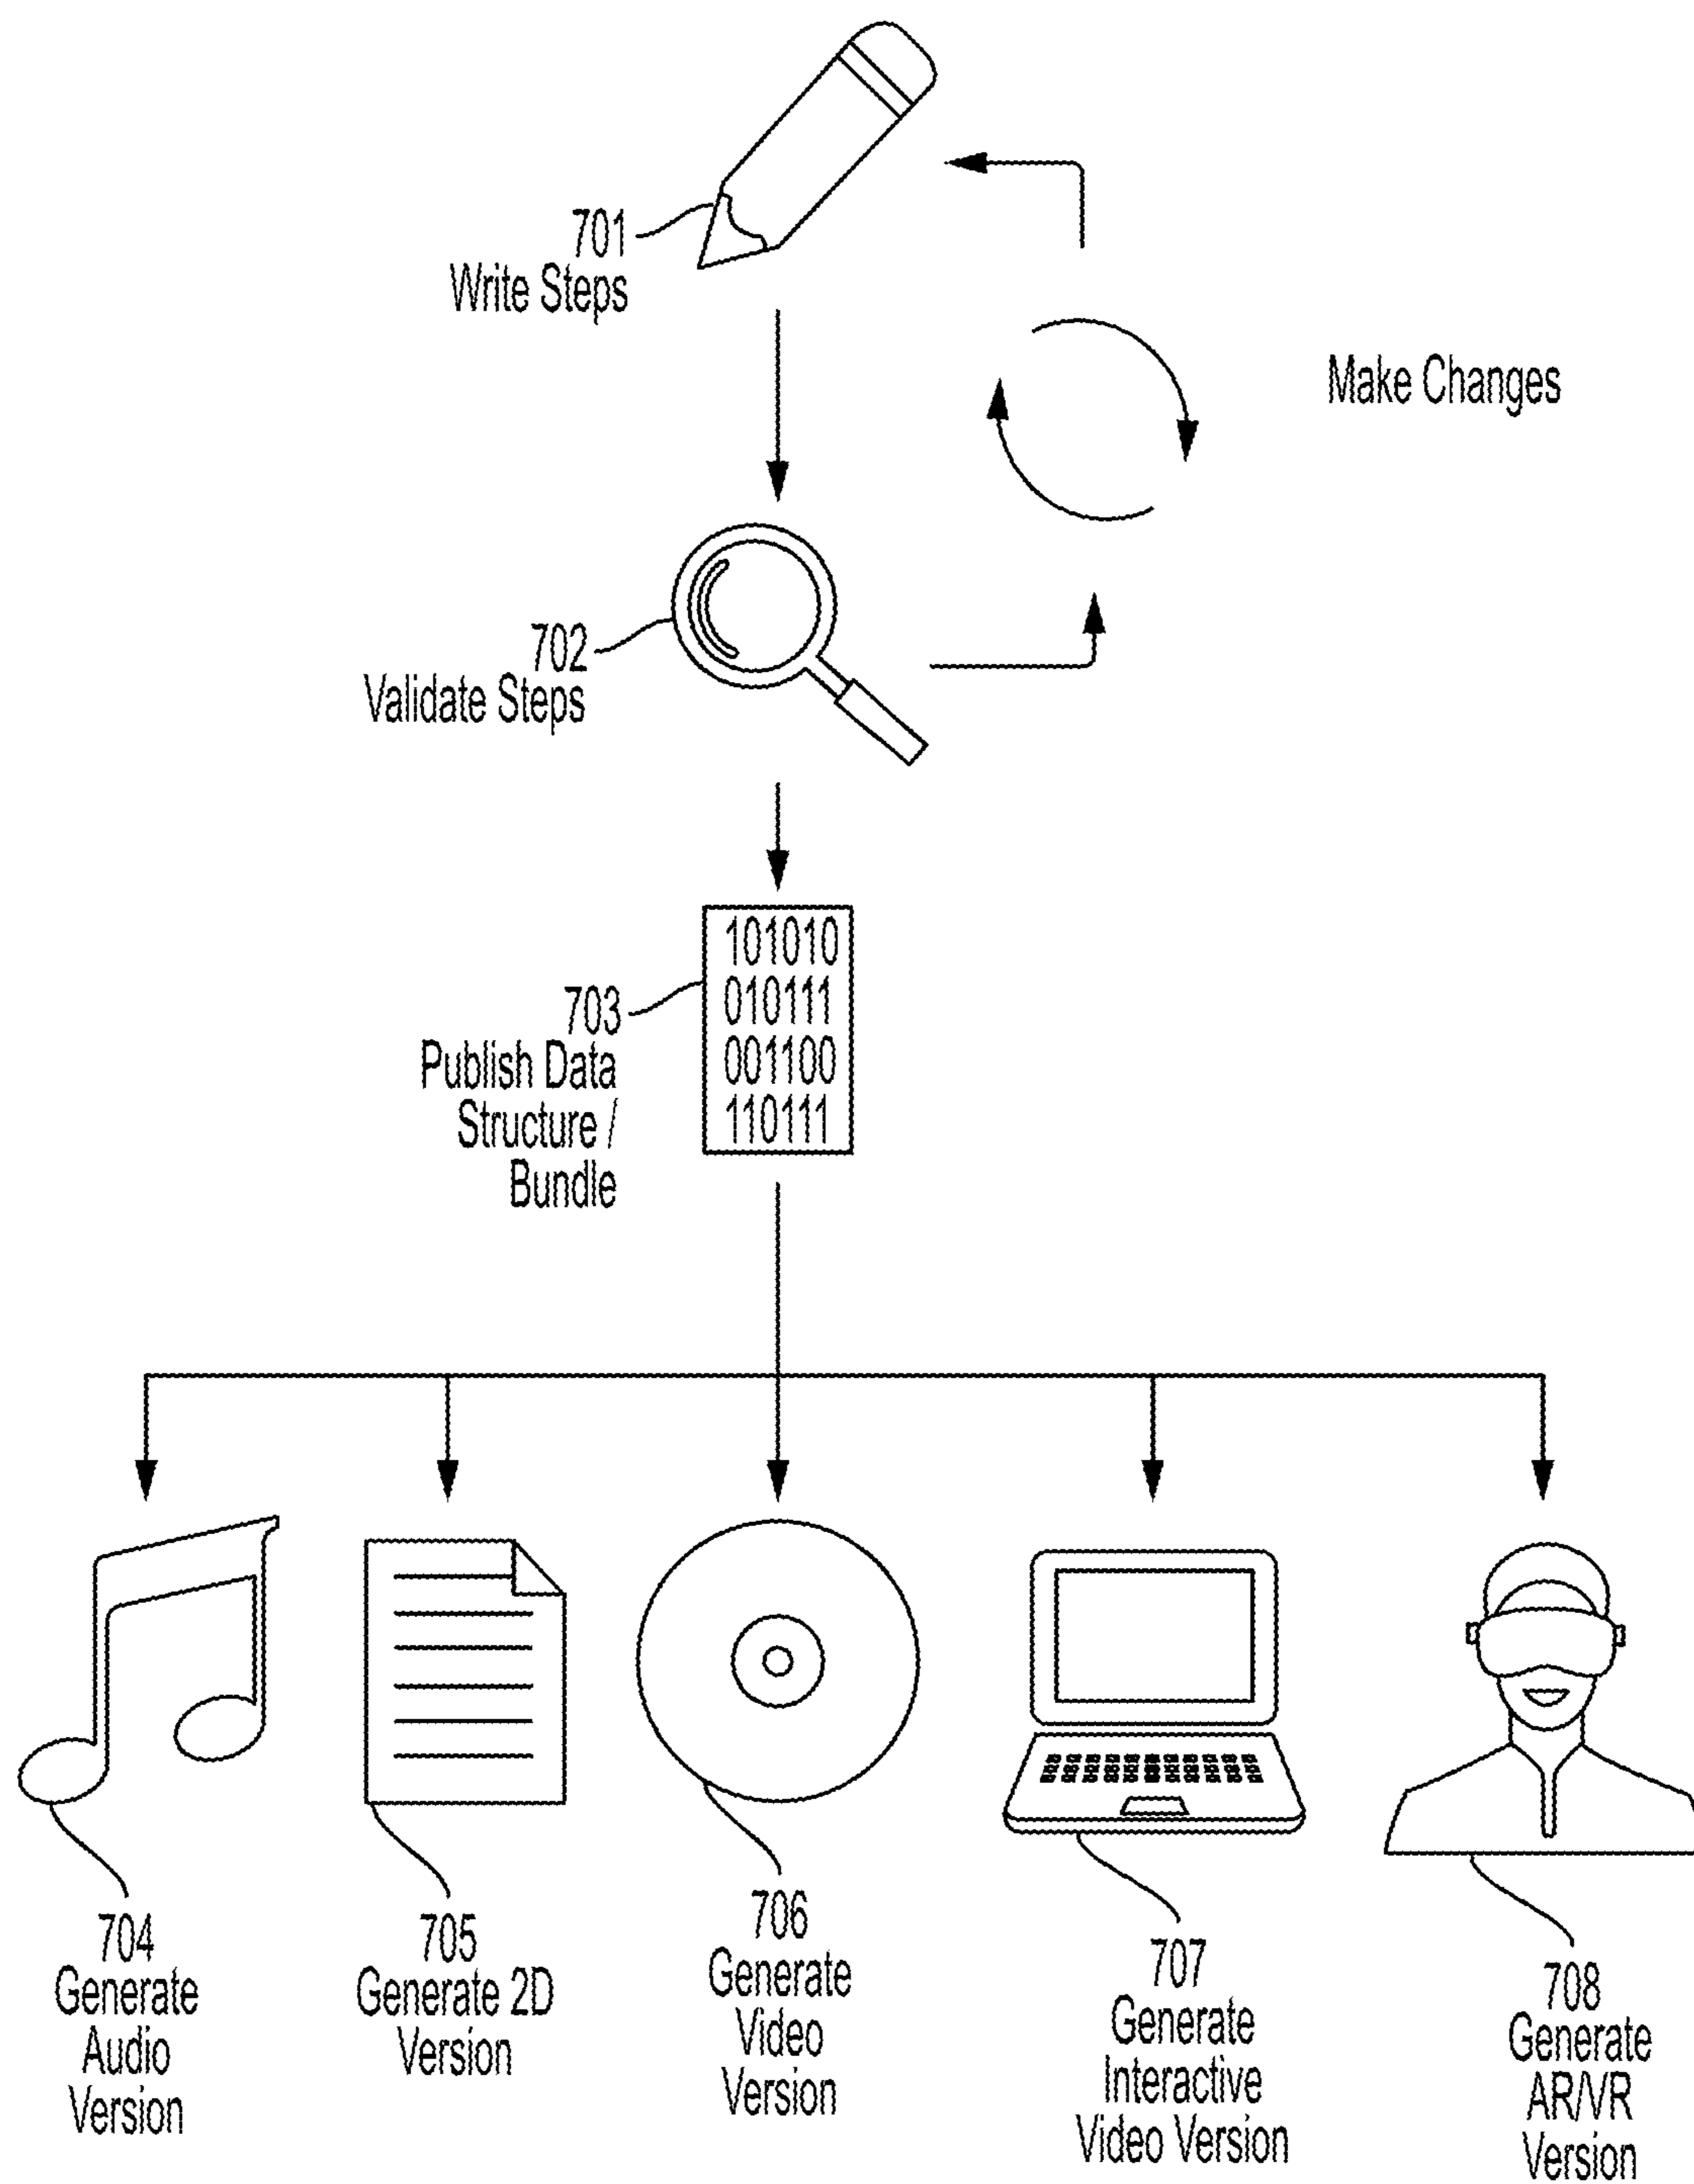 701
Write Steps
Make Changes
702
Validate Steps
101010
010111
001100
110111
703
Publish Data
Structure /
Bundle
704
Generate
Audio
Version
705
Generate 2D
Version
706
Generate
Video
Version
707
Generate
Interactive
Video Version
708
Generate
AR/VR
Version